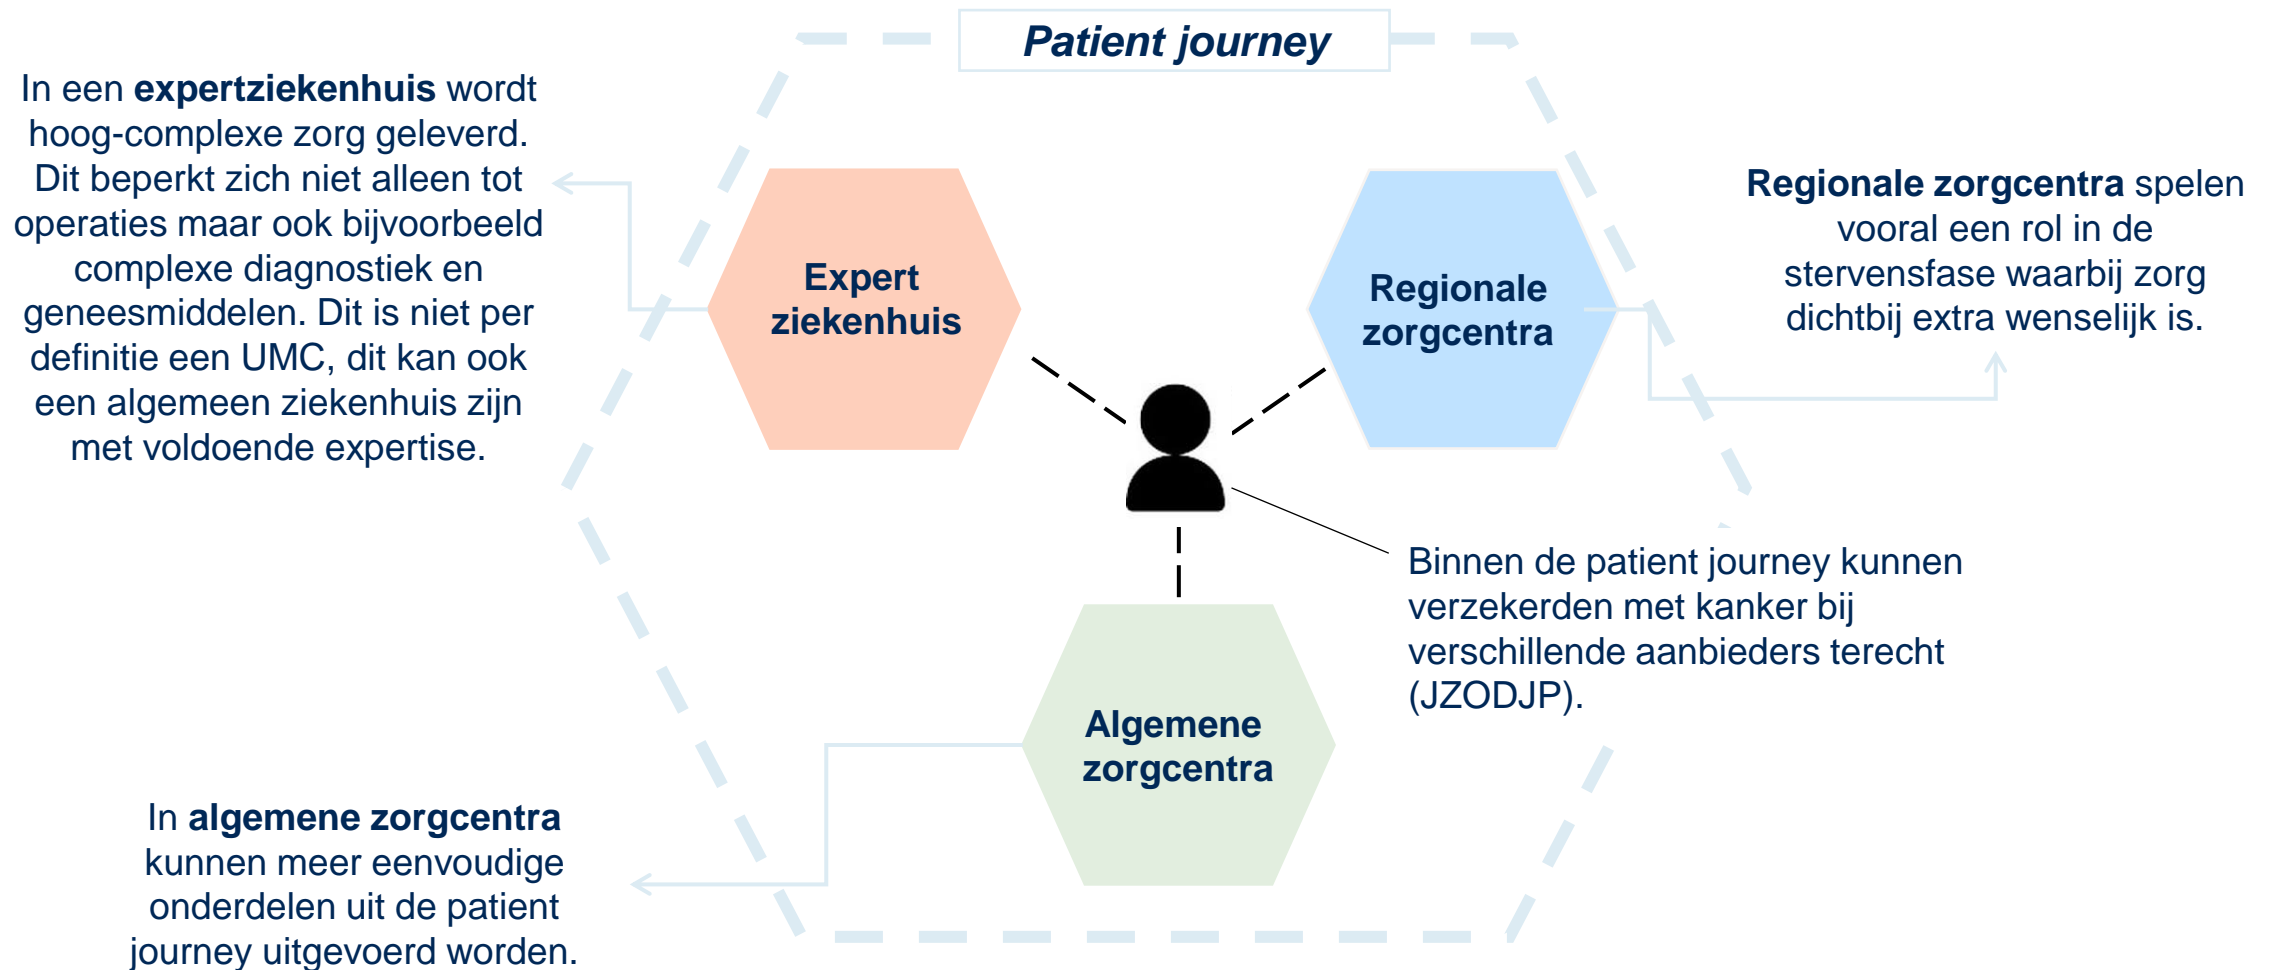 Patient journey
In een expertziekenhuis wordt
hoog-complexe zorg geleverd.
Dit beperkt zich niet alleen tot
operaties maar ook bijvoorbeeld
complexe diagnostiek en
geneesmiddelen. Dit is niet per
definitie een UMC, dit kan ook
een algemeen ziekenhuis zijn
met voldoende expertise.
Expert
ziekenhuis
Regionale
zorgcentra
Regionale zorgcentra spelen
vooral een rol in de
stervensfase waarbij zorg
dichtbij extra wenselijk is.
Binnen de patient journey kunnen
verzekerden met kanker bij
verschillende aanbieders terecht
(JZODJP).
Algemene
zorgcentra
In algemene zorgcentra
kunnen meer eenvoudige
onderdelen uit de patient
journey uitgevoerd worden.